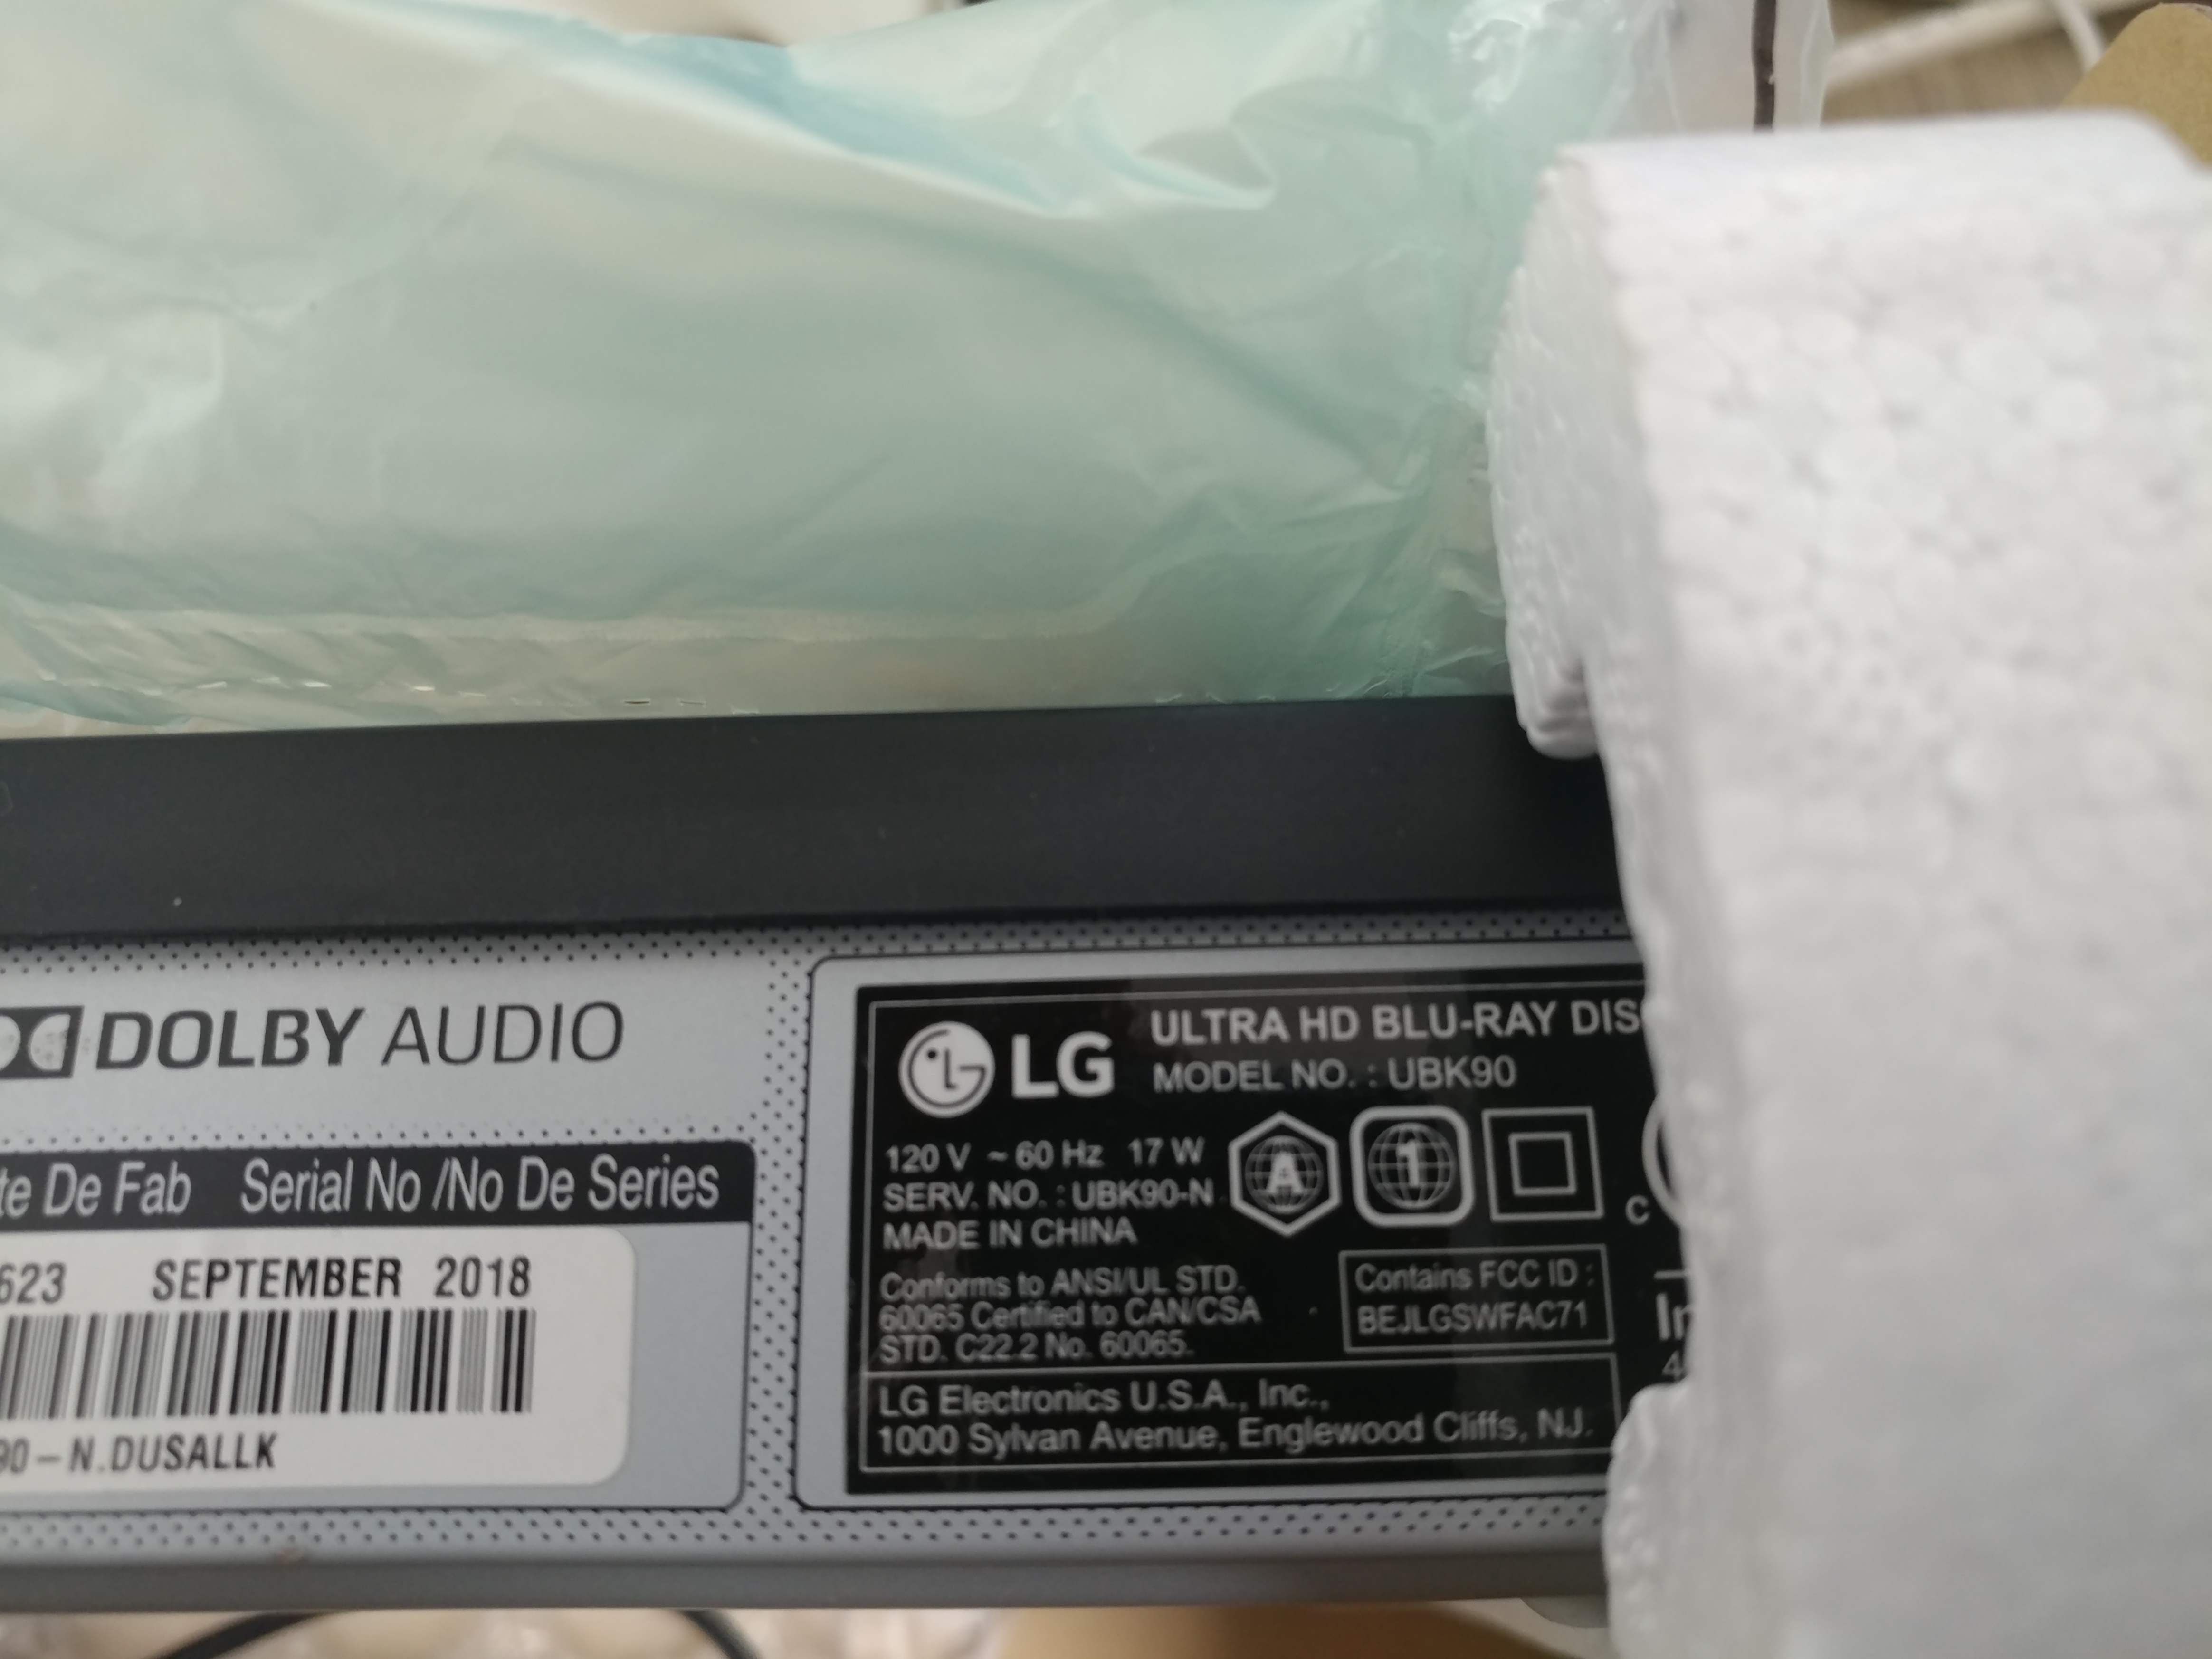 DOLBY AUDIO
te De Fab Serial No /No De Series
623 SEPTEMBER 2018
90-N.DUSALLK
LG
ULTRA HD BLU-RAY DIS
MODEL NO. : UBK90
120 V ~ 60 Hz 17 W
SERV. NO. : UBK90-N
MADE IN CHINA
A
1
c
Conforms to ANSI/UL STD.
60065 Certified to CAN/CSA
STD. C22.2 No. 60065.
Contains FCC ID :
BEJLGSWFAC71
In
4
LG Electronics U.S.A., Inc.,
1000 Sylvan Avenue, Englewood Cliffs, NJ.